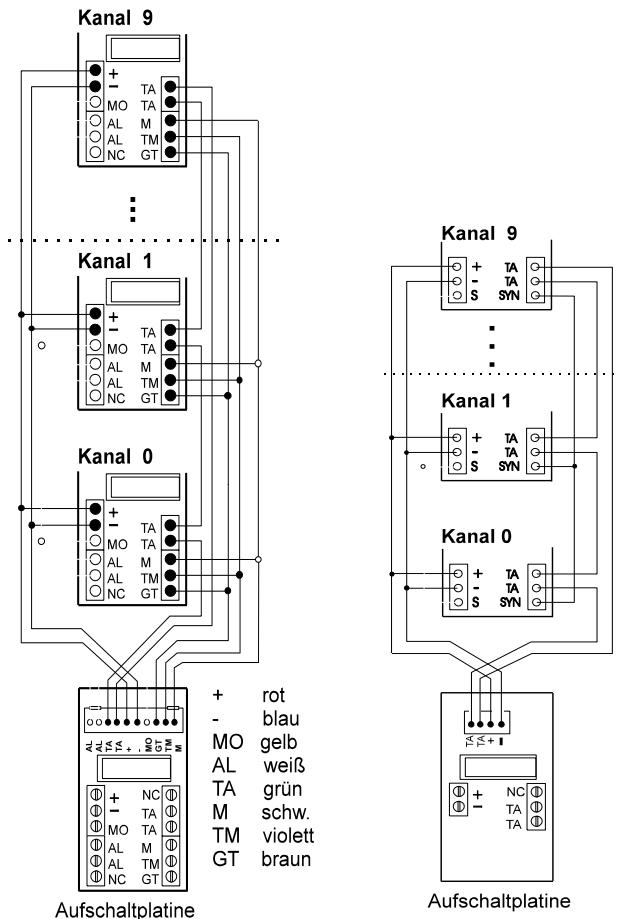 Kanal 9
+
- TA
MO TA
AL M
AL TM
NC GT
Kanal 1
+
- TA
MO TA
AL M
AL TM
NC GT
Kanal 0
+
- TA
MO TA
AL M
AL TM
NC GT
AL AL TA TA + - MO GT TM M
+ NC
- TA
MO TA
AL M
AL TM
NC GT
Aufschaltplatine
+ rot
- blau
MO gelb
AL weiß
TA grün
M schw.
TM violett
GT braun
Kanal 9
+ TA
- TA
S SYN
Kanal 1
+ TA
- TA
S SYN
Kanal 0
+ TA
- TA
S SYN
TA TA + -
+ NC
- TA
TA
Aufschaltplatine